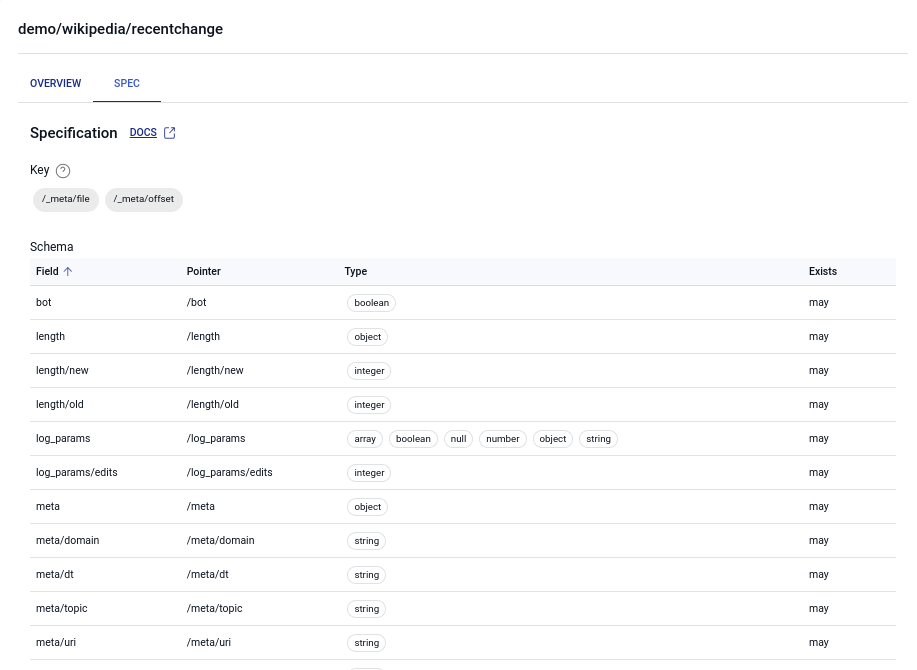 demo/wikipedia/recentchange
OVERVIEW SPEC
Specification DOCS
Key ?
/_meta/file /_meta/offset
Schema
Field Pointer Type Exists
bot /bot boolean may
length /length object may
length/new /length/new integer may
length/old /length/old integer may
log_params /log_params array boolean null number object string may
log_params/edits /log_params/edits integer may
meta /meta object may
meta/domain /meta/domain string may
meta/dt /meta/dt string may
meta/topic /meta/topic string may
meta/uri /meta/uri string may